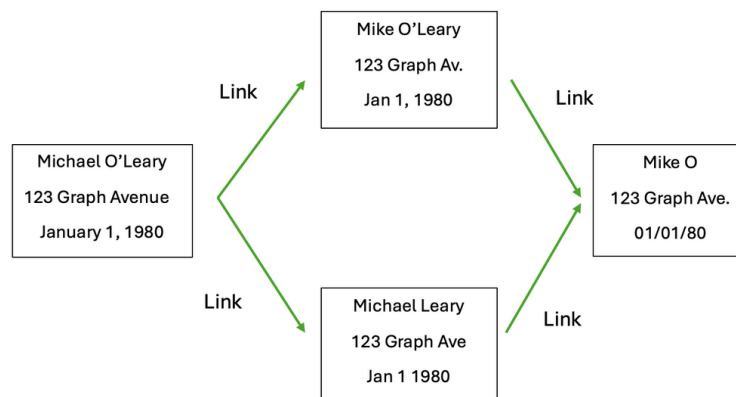 Michael O’Leary
123 Graph Avenue
January 1, 1980
Link
Link
Mike O’Leary
123 Graph Av.
Jan 1, 1980
Michael Leary
123 Graph Ave
Jan 1 1980
Link
Link
Mike O
123 Graph Ave.
01/01/80